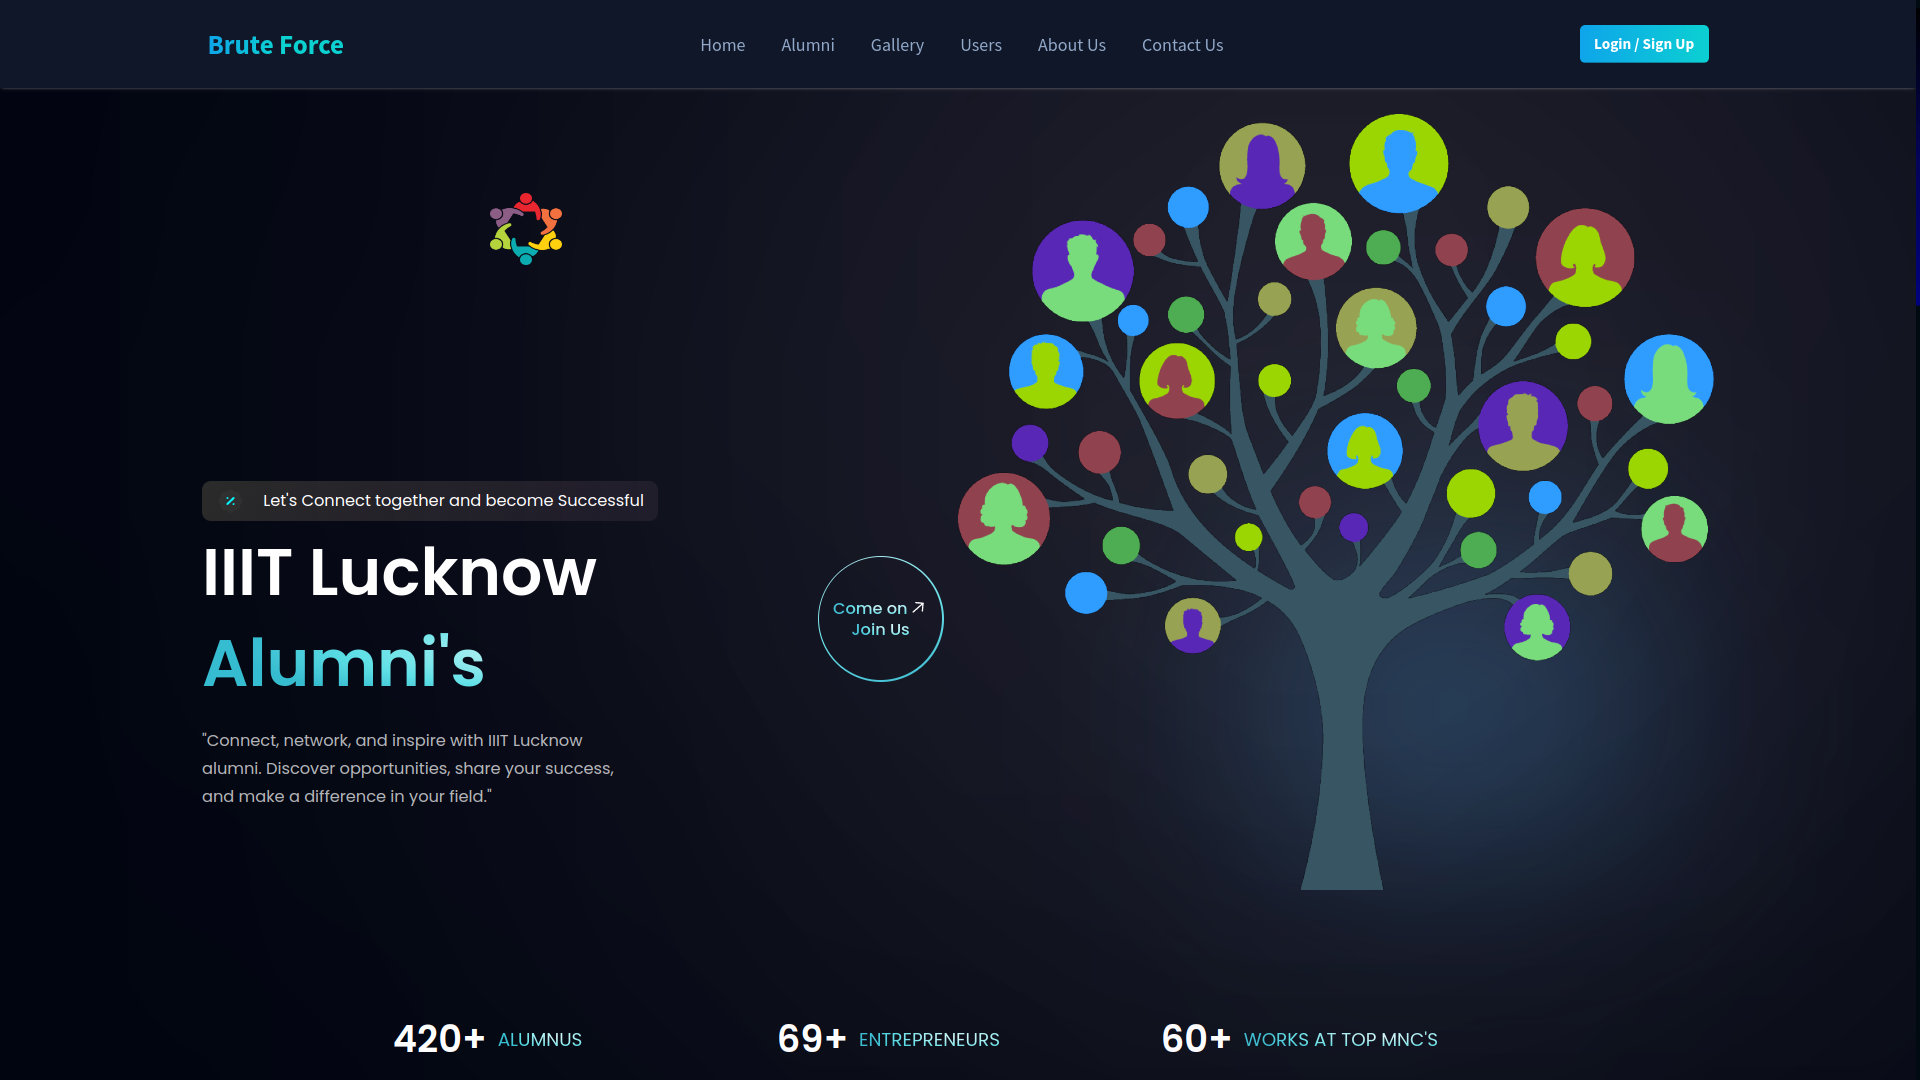 Brute Force
Home Alumni Gallery Users About Us Contact Us
Login / Sign Up
Let's Connect together and become Successful
IIIT Lucknow
Alumni's
Come on
Join Us
"Connect, network, and inspire with IIIT Lucknow
alumni. Discover opportunities, share your success,
and make a difference in your field."
420+ ALUMNUS
69+ ENTREPRENEURS
60+ WORKS AT TOP MNC'S